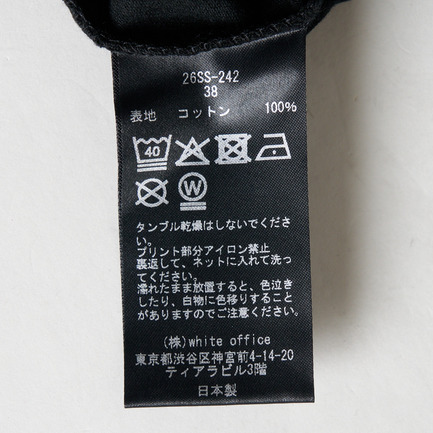 26SS-242
38
表地 コットン 100%
40
W
タンブル乾燥はしないでくださ
い。
プリント部分アイロン禁止
裏返して、ネットに入れて洗っ
てください。
濡れたまま放置すると、色泣き
したり、白物に色移りすること
がありますのでご注意ください。
(株)white office
東京都渋谷区神宮前4-14-20
ティアラビル3階
日本製